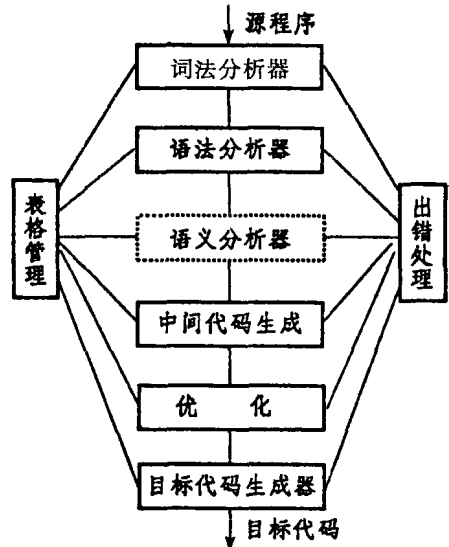 源程序
词法分析器
语法分析器
表格管理
语义分析器
出错处理
中间代码生成
优 化
目标代码生成器
目标代码